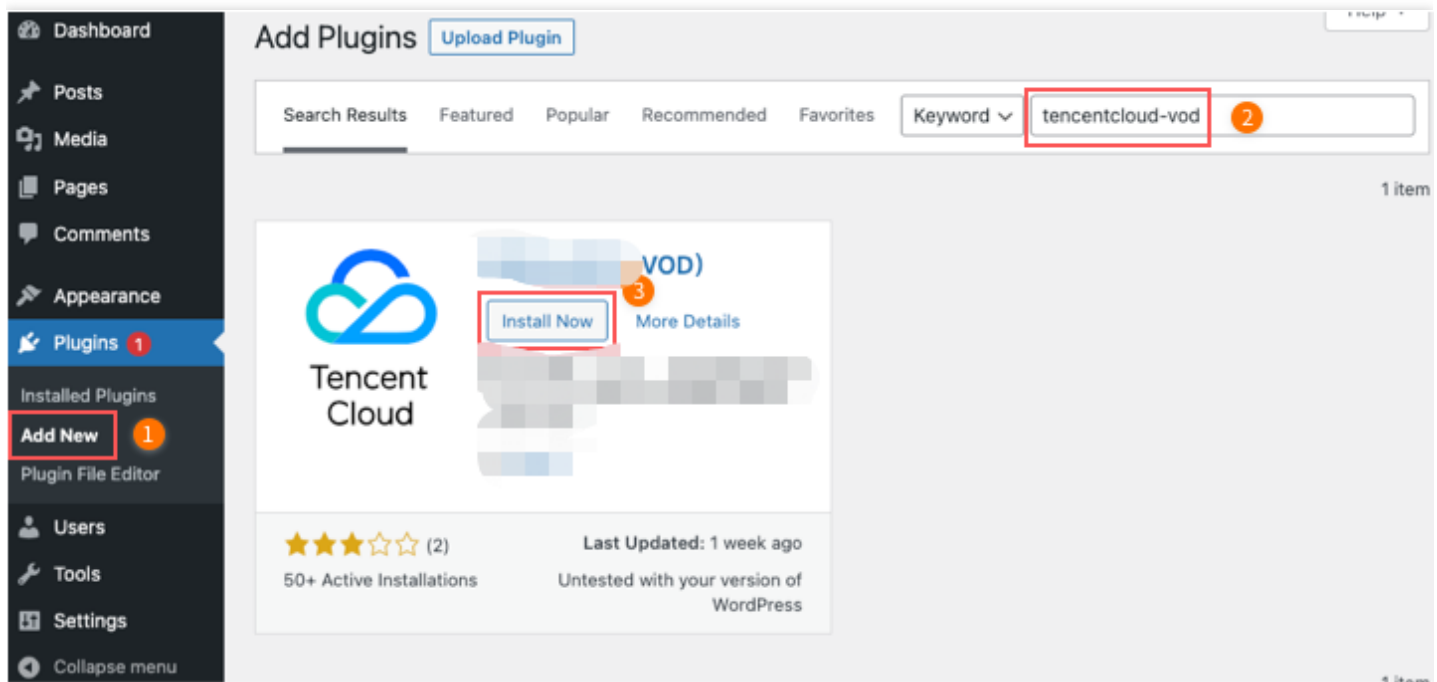 Dashboard
Posts
Media
Pages
Comments
Appearance
Plugins 1
Installed Plugins
Add New 1
Plugin File Editor
Users
Tools
Settings
Collapse menu
Add Plugins Upload Plugin
Help
Search Results Featured Popular Recommended Favorites Keyword tencentcloud-vod 2
1 item
Tencent
Cloud
VOD)
3
Install Now More Details
(2)
50+ Active Installations
Last Updated: 1 week ago
Untested with your version of
WordPress
1 item